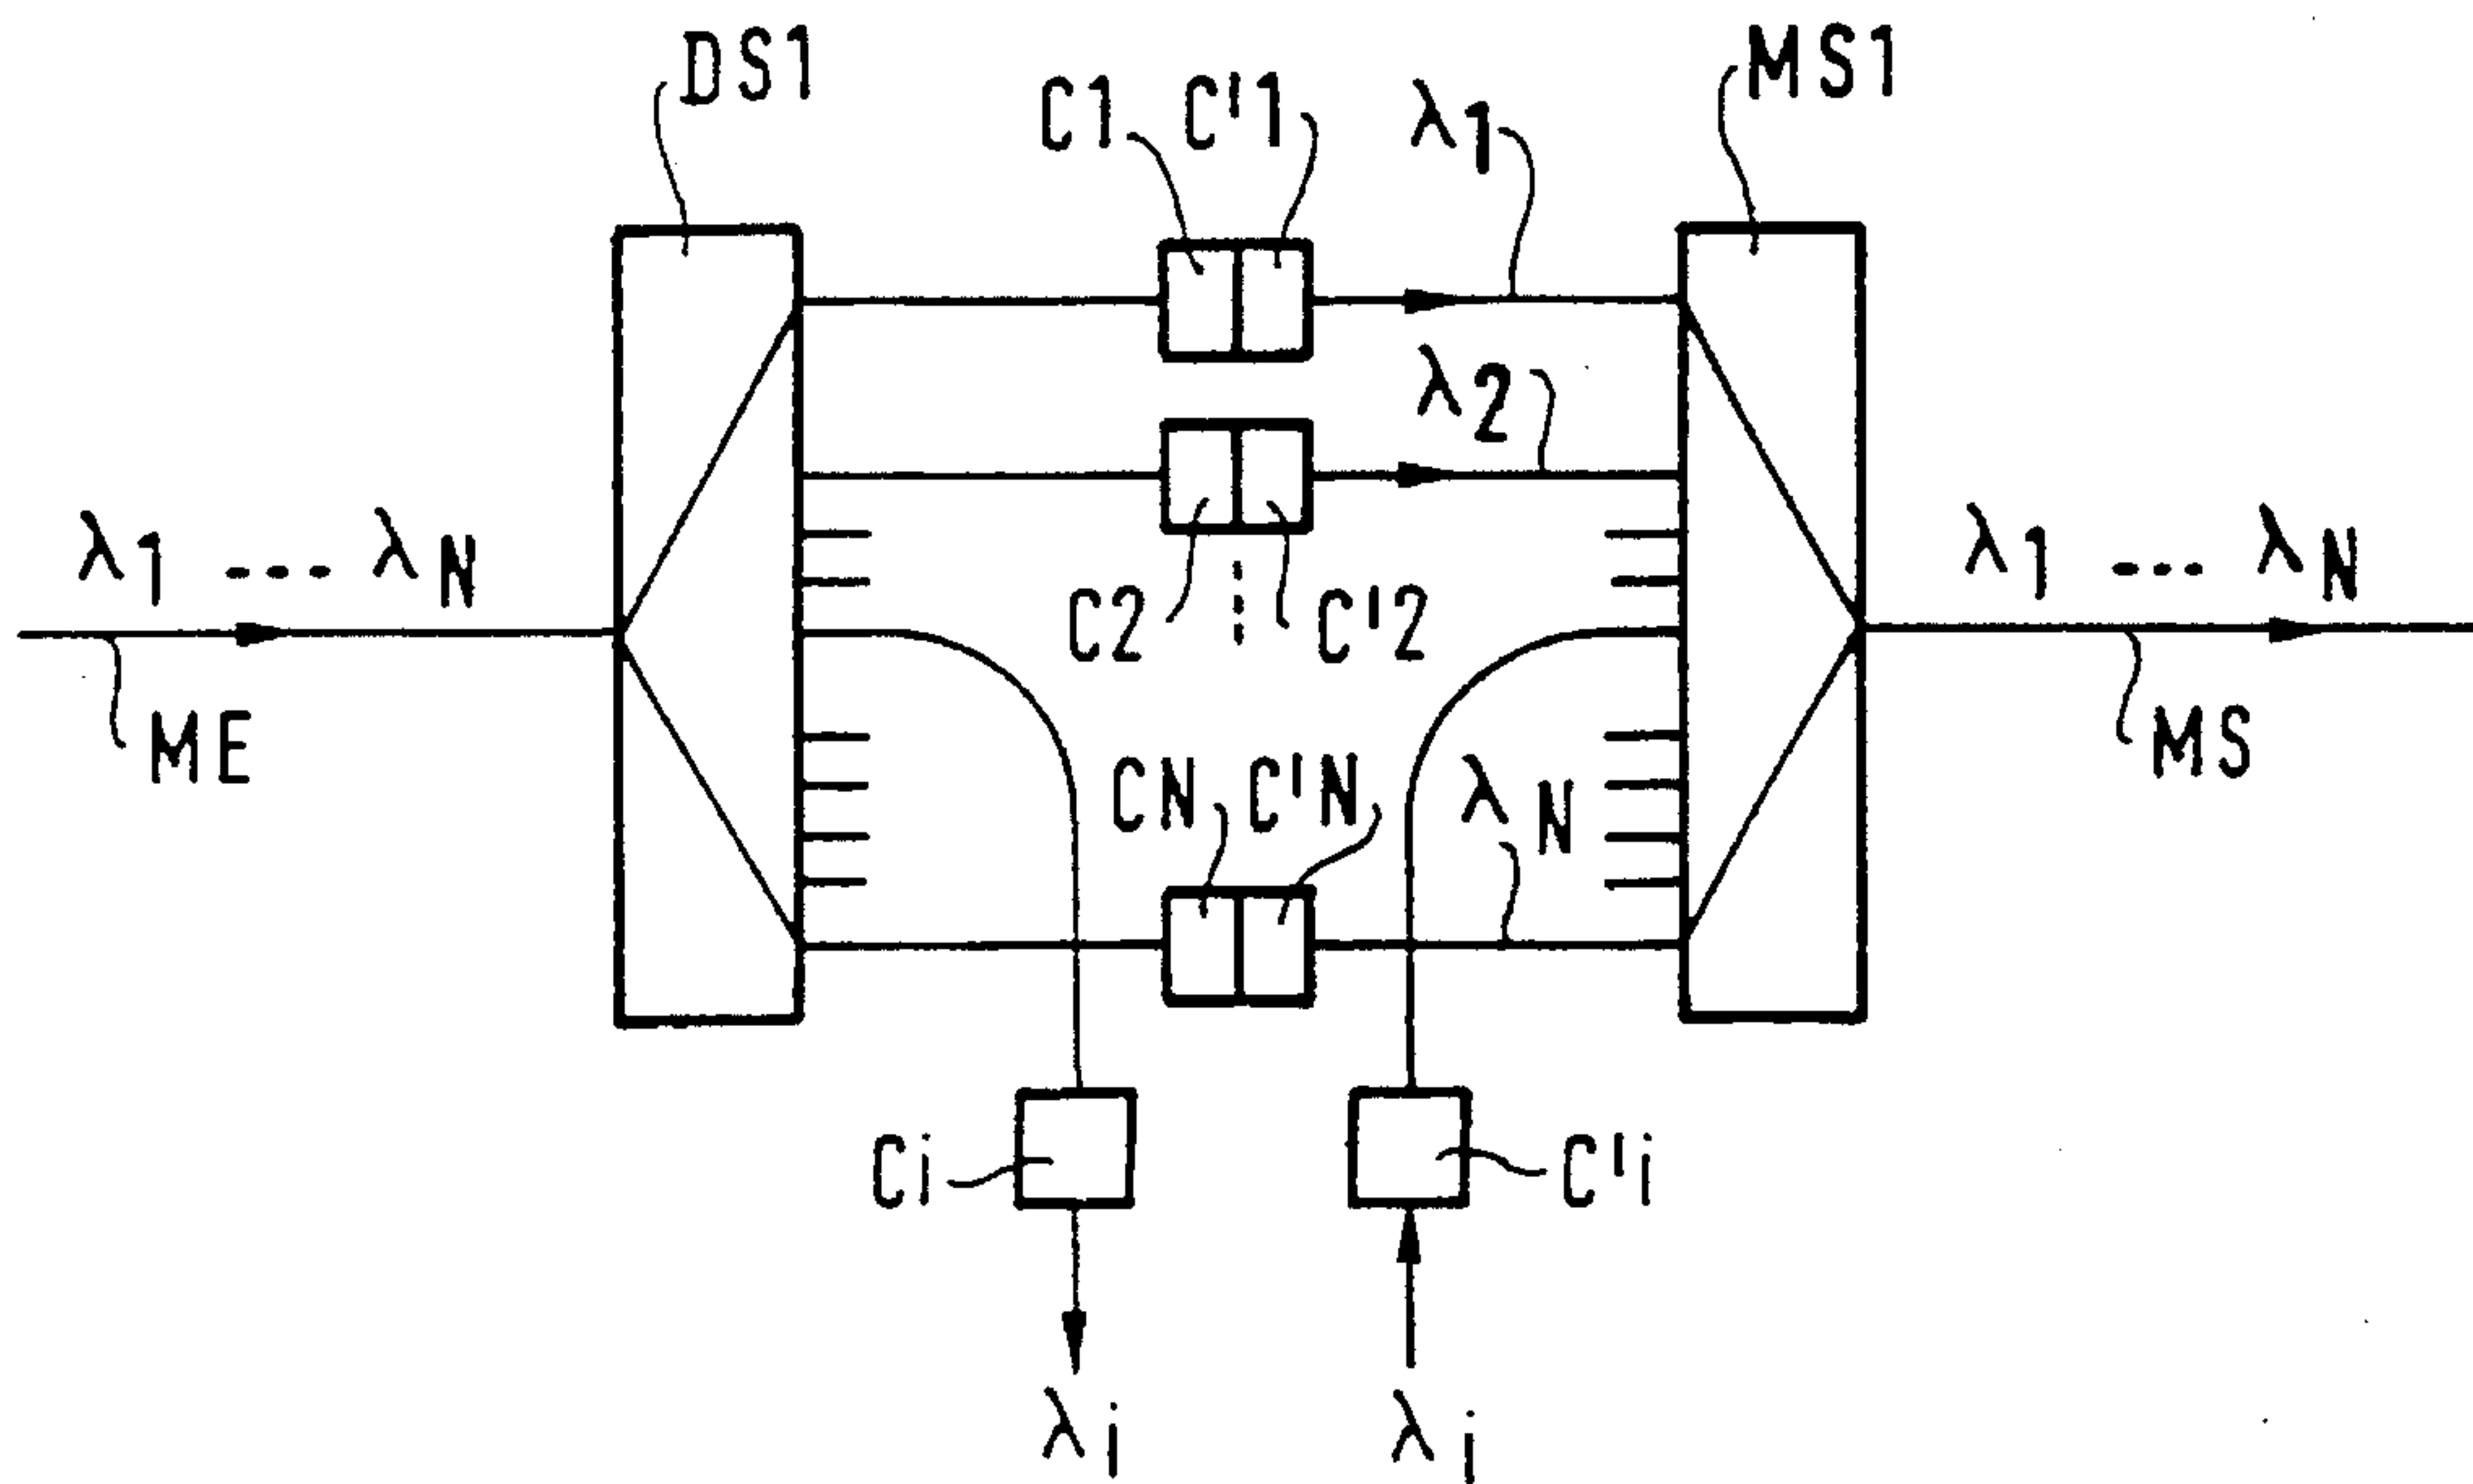 DS1
C1 C'1
λ1
MS1
λ2
λ1 --- λN
C2
C'2
λ1 --- λN
ME
MS
CN C'N
λN
Ci
C'i
λi
λi